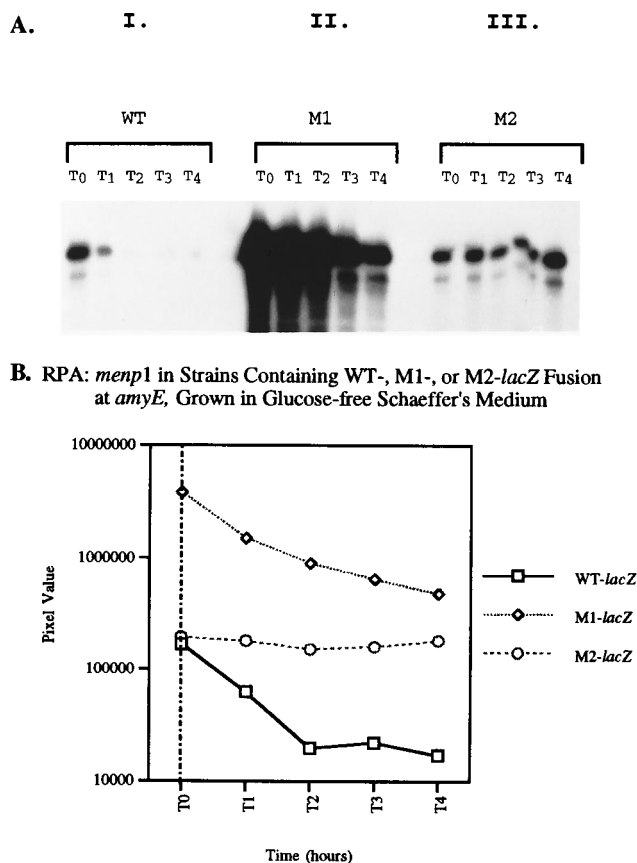 A. I. II. III.
WT M1 M2
T0 T1 T2 T3 T4 T0 T1 T2 T3 T4 T0 T1 T2 T3 T4
B. RPA: menp1 in Strains Containing WT-, M1-, or M2-lacZ Fusion
at amyE, Grown in Glucose-free Schaeffer's Medium
10000000
1000000
100000
10000
Pixel Value
T0 T1 T2 T3 T4
Time (hours)
WT-lacZ
M1-lacZ
M2-lacZ